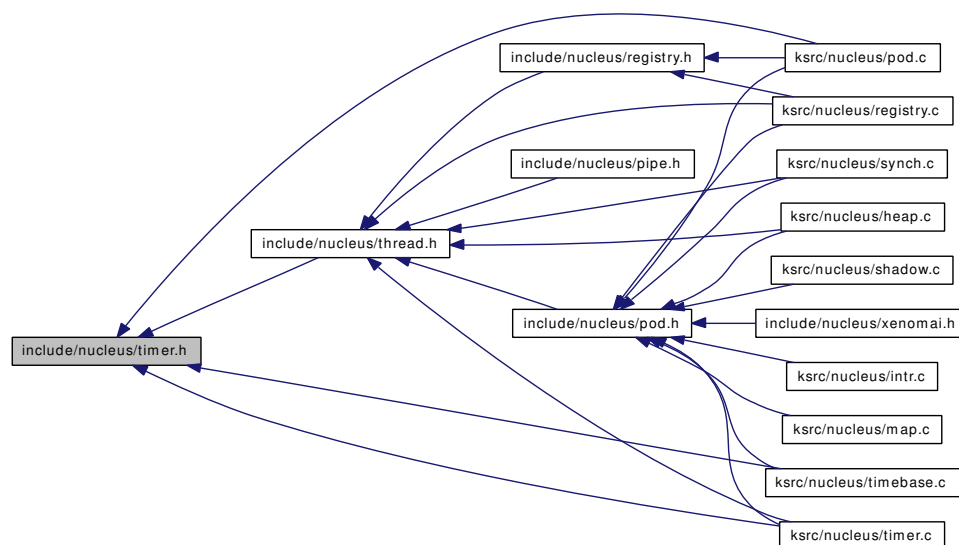 include/nucleus/registry.h
ksrc/nucleus/pod.c
ksrc/nucleus/registry.c
include/nucleus/pipe.h
ksrc/nucleus/synch.c
ksrc/nucleus/heap.c
include/nucleus/thread.h
ksrc/nucleus/shadow.c
include/nucleus/pod.h
include/nucleus/xenomai.h
include/nucleus/timer.h
ksrc/nucleus/intr.c
ksrc/nucleus/map.c
ksrc/nucleus/timebase.c
ksrc/nucleus/timer.c